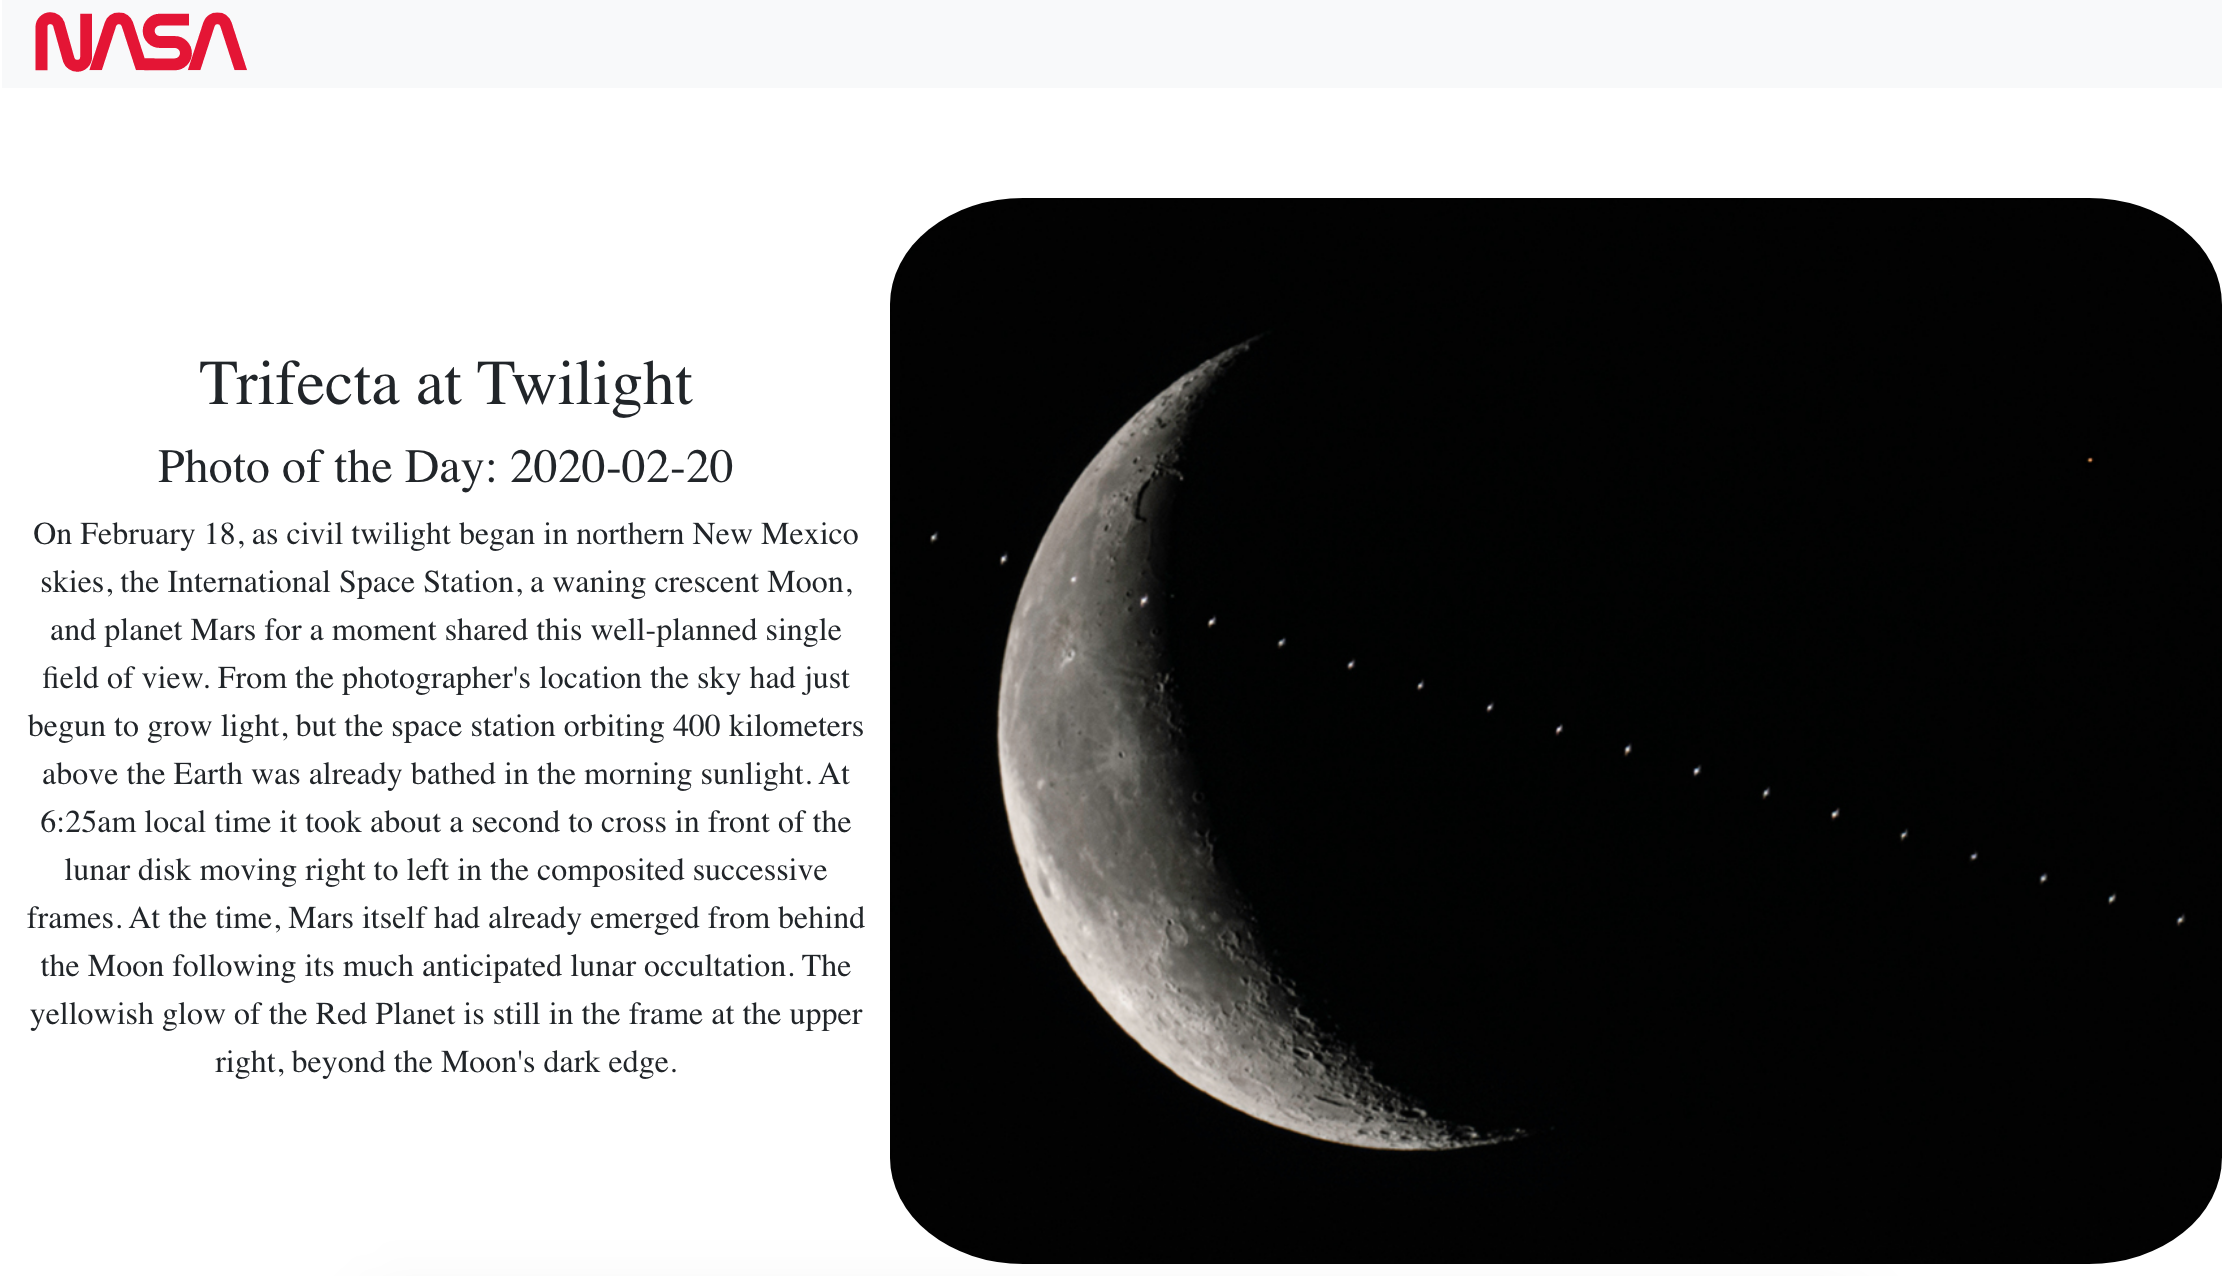 NASA
Trifecta at Twilight
Photo of the Day: 2020-02-20
On February 18, as civil twilight began in northern New Mexico
skies, the International Space Station, a waning crescent Moon,
and planet Mars for a moment shared this well-planned single
field of view. From the photographer's location the sky had just
begun to grow light, but the space station orbiting 400 kilometers
above the Earth was already bathed in the morning sunlight. At
6:25am local time it took about a second to cross in front of the
lunar disk moving right to left in the composited successive
frames. At the time, Mars itself had already emerged from behind
the Moon following its much anticipated lunar occultation. The
yellowish glow of the Red Planet is still in the frame at the upper
right, beyond the Moon's dark edge.